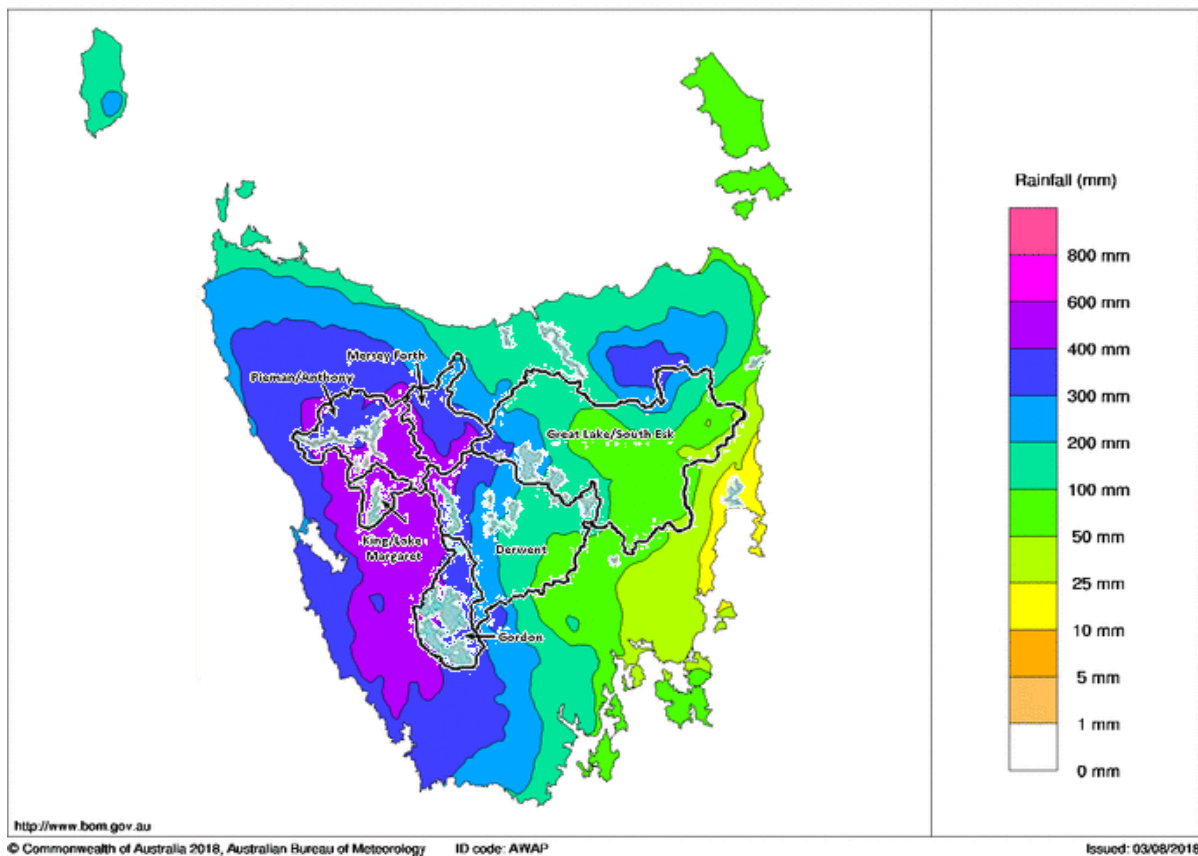 Rainfall (mm)
800 mm
600 mm
400 mm
300 mm
200 mm
100 mm
50 mm
25 mm
10 mm
5 mm
1 mm
0 mm
Mersey Forth
Pieman/Anthony
Great Lake/South Esk
King/Lake
Margaret
Derwent
Gordon
http://www.bom.gov.au
© Commonwealth of Australia 2018, Australian Bureau of Meteorology ID code: AWAP Issued: 03/08/2018